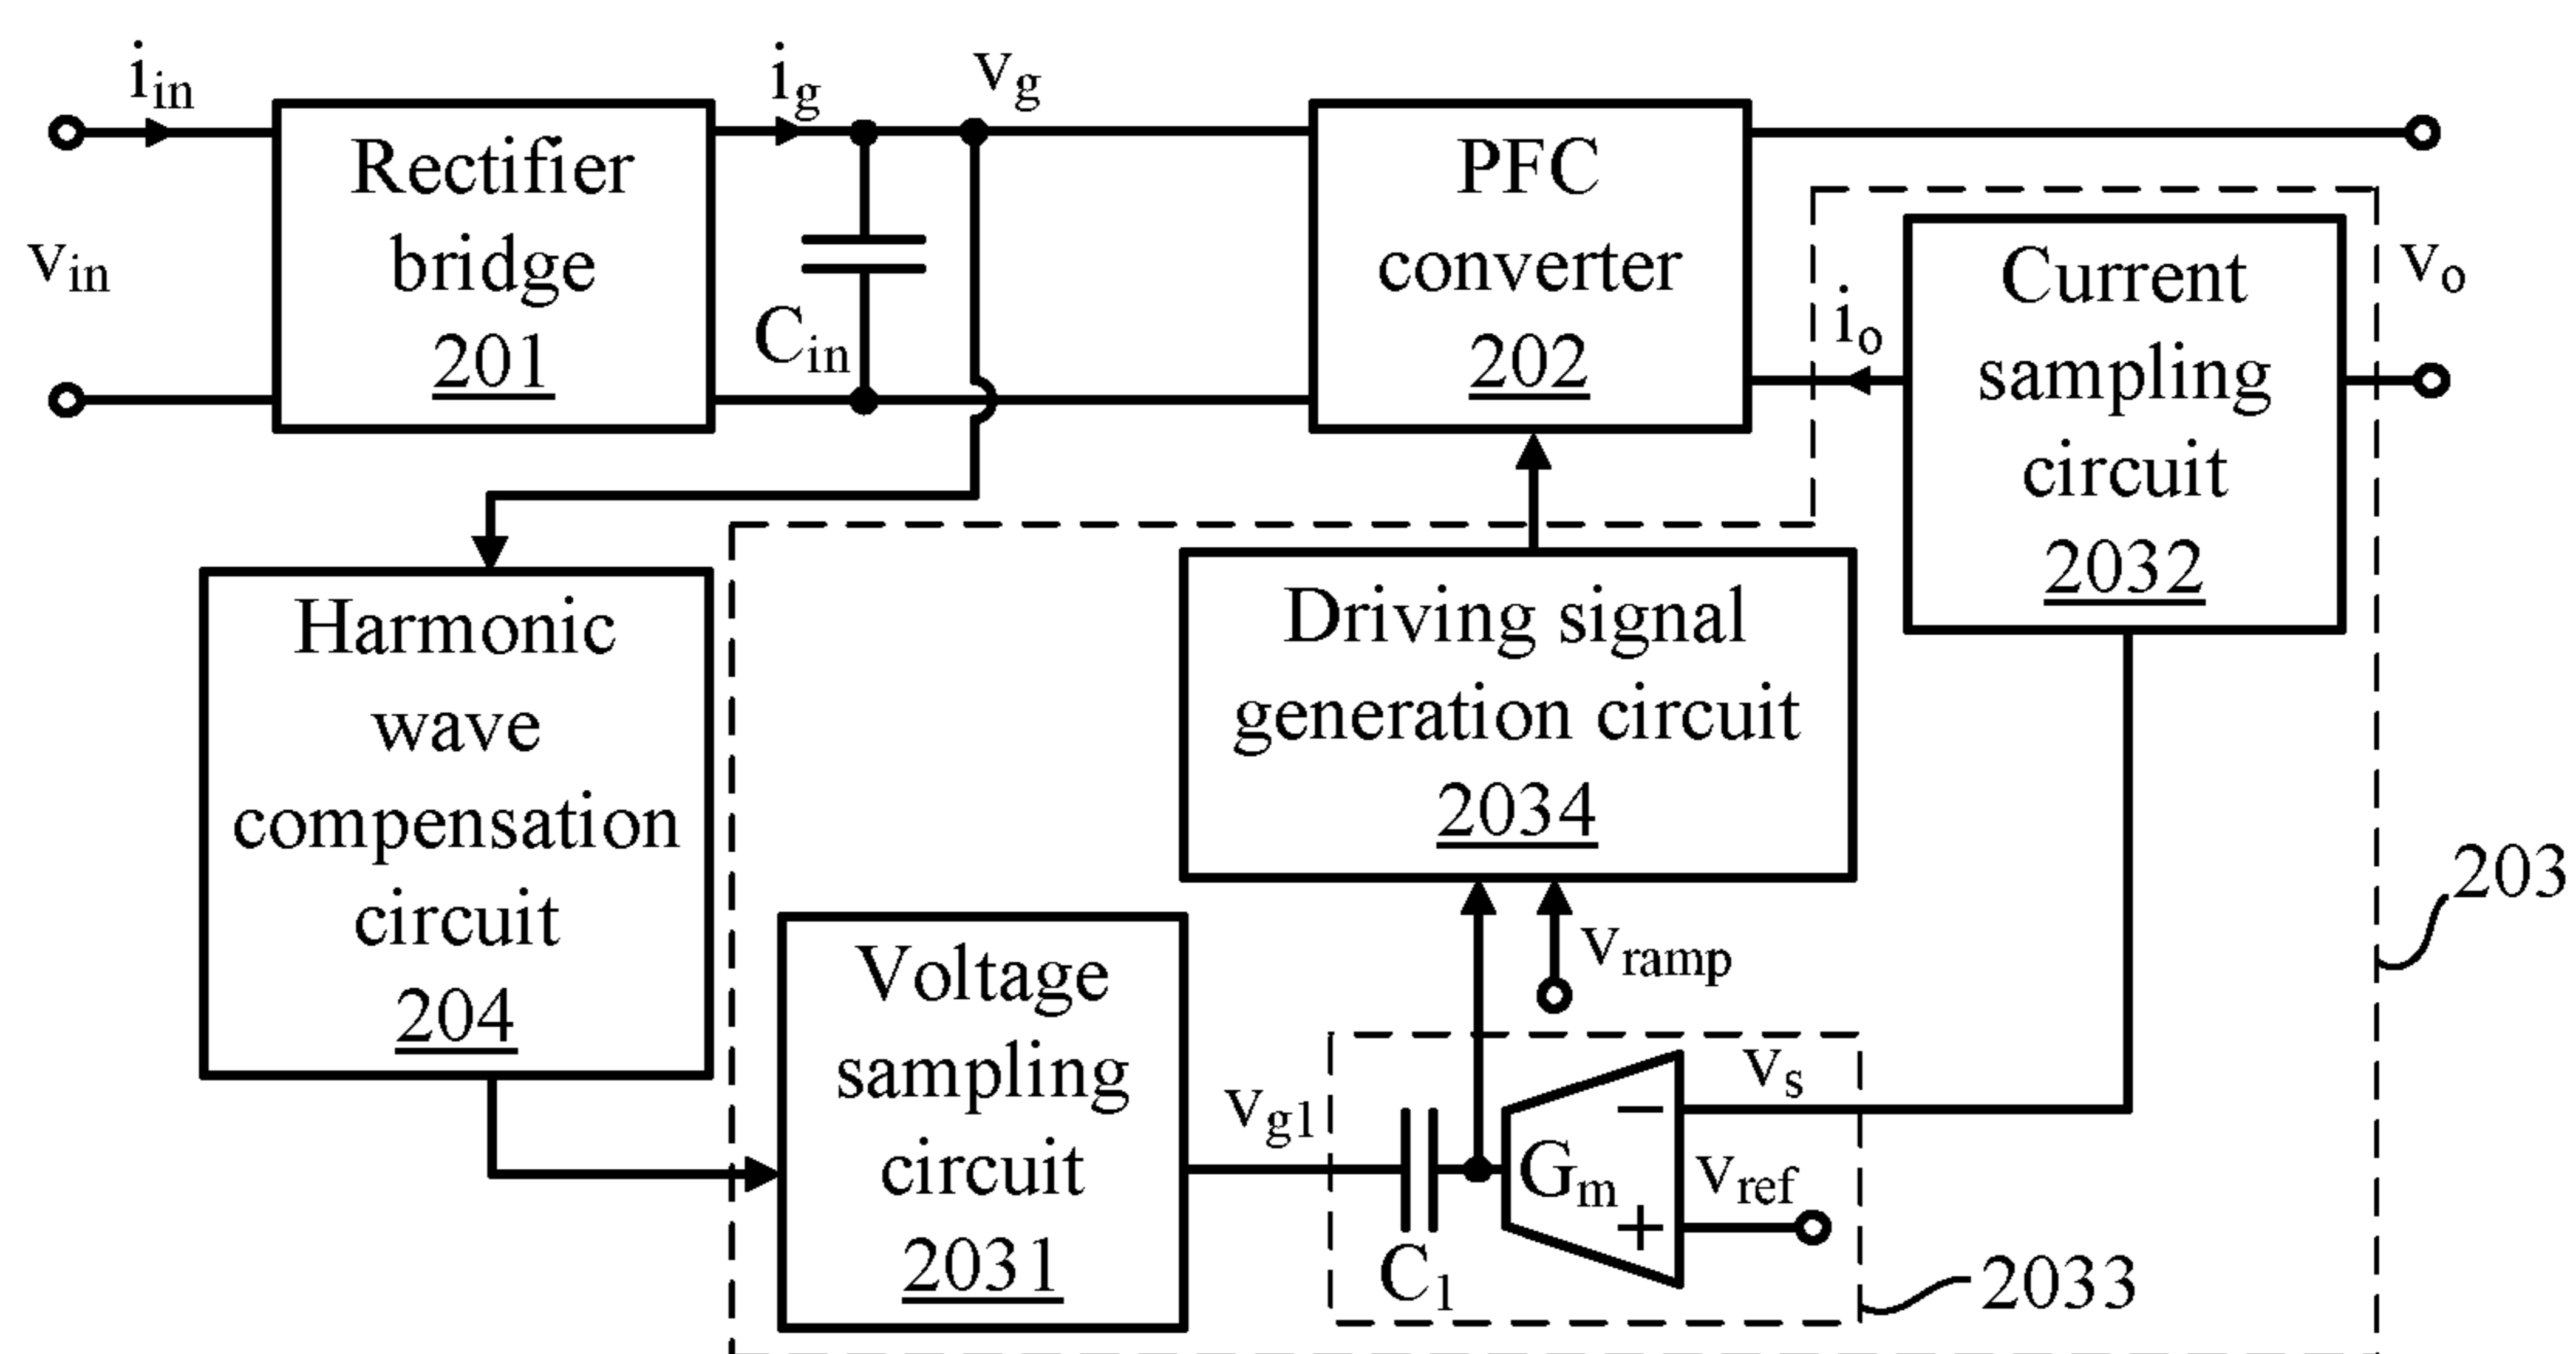 iin
ig
vg
vin
Rectifier
bridge
201
Cin
PFC
converter
202
io
Current
sampling
circuit
2032
vo
Harmonic
wave
compensation
circuit
204
Driving signal
generation circuit
2034
vramp
203
Voltage
sampling
circuit
2031
vg1
C1
Gm
−
+
vs
vref
2033